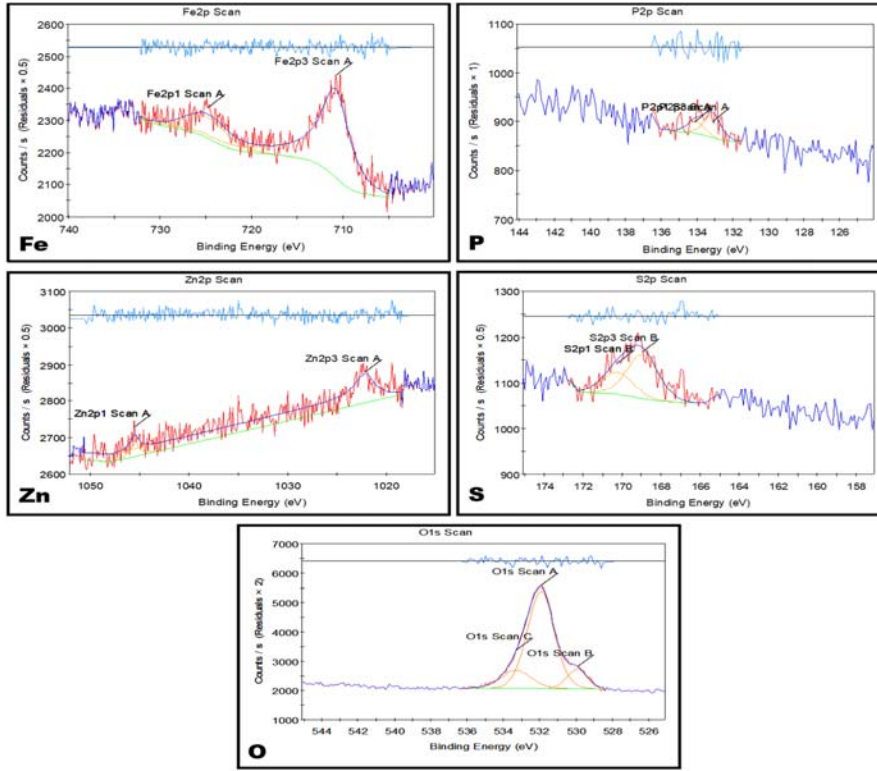 Fe2p Scan
2600
2500
2400
2300
2200
2100
2000
Counts / s (Residuals × 0.5)
Fe2p1 Scan A
Fe2p3 Scan A
740
730
720
710
Binding Energy (eV)
Fe
P2p Scan
1100
1000
900
800
700
Counts / s (Residuals × 1)
144 142 140 138 136 134 132 130 128 126
Binding Energy (eV)
P
Zn2p Scan
3100
3000
2900
2800
2700
2600
Counts / s (Residuals × 0.5)
Zn2p1 Scan A
Zn2p3 Scan A
1050
1040
1030
1020
Binding Energy (eV)
Zn
S2p Scan
1300
1200
1100
1000
900
Counts / s (Residuals × 0.5)
S2p3 Scan B
S2p1 Scan B
174 172 170 168 166 164 162 160 158
Binding Energy (eV)
S
O1s Scan
7000
6000
5000
4000
3000
2000
1000
Counts / s (Residuals × 2)
O1s Scan A
O1s Scan C
O1s Scan B
544 542 540 538 536 534 532 530 528 526
Binding Energy (eV)
O